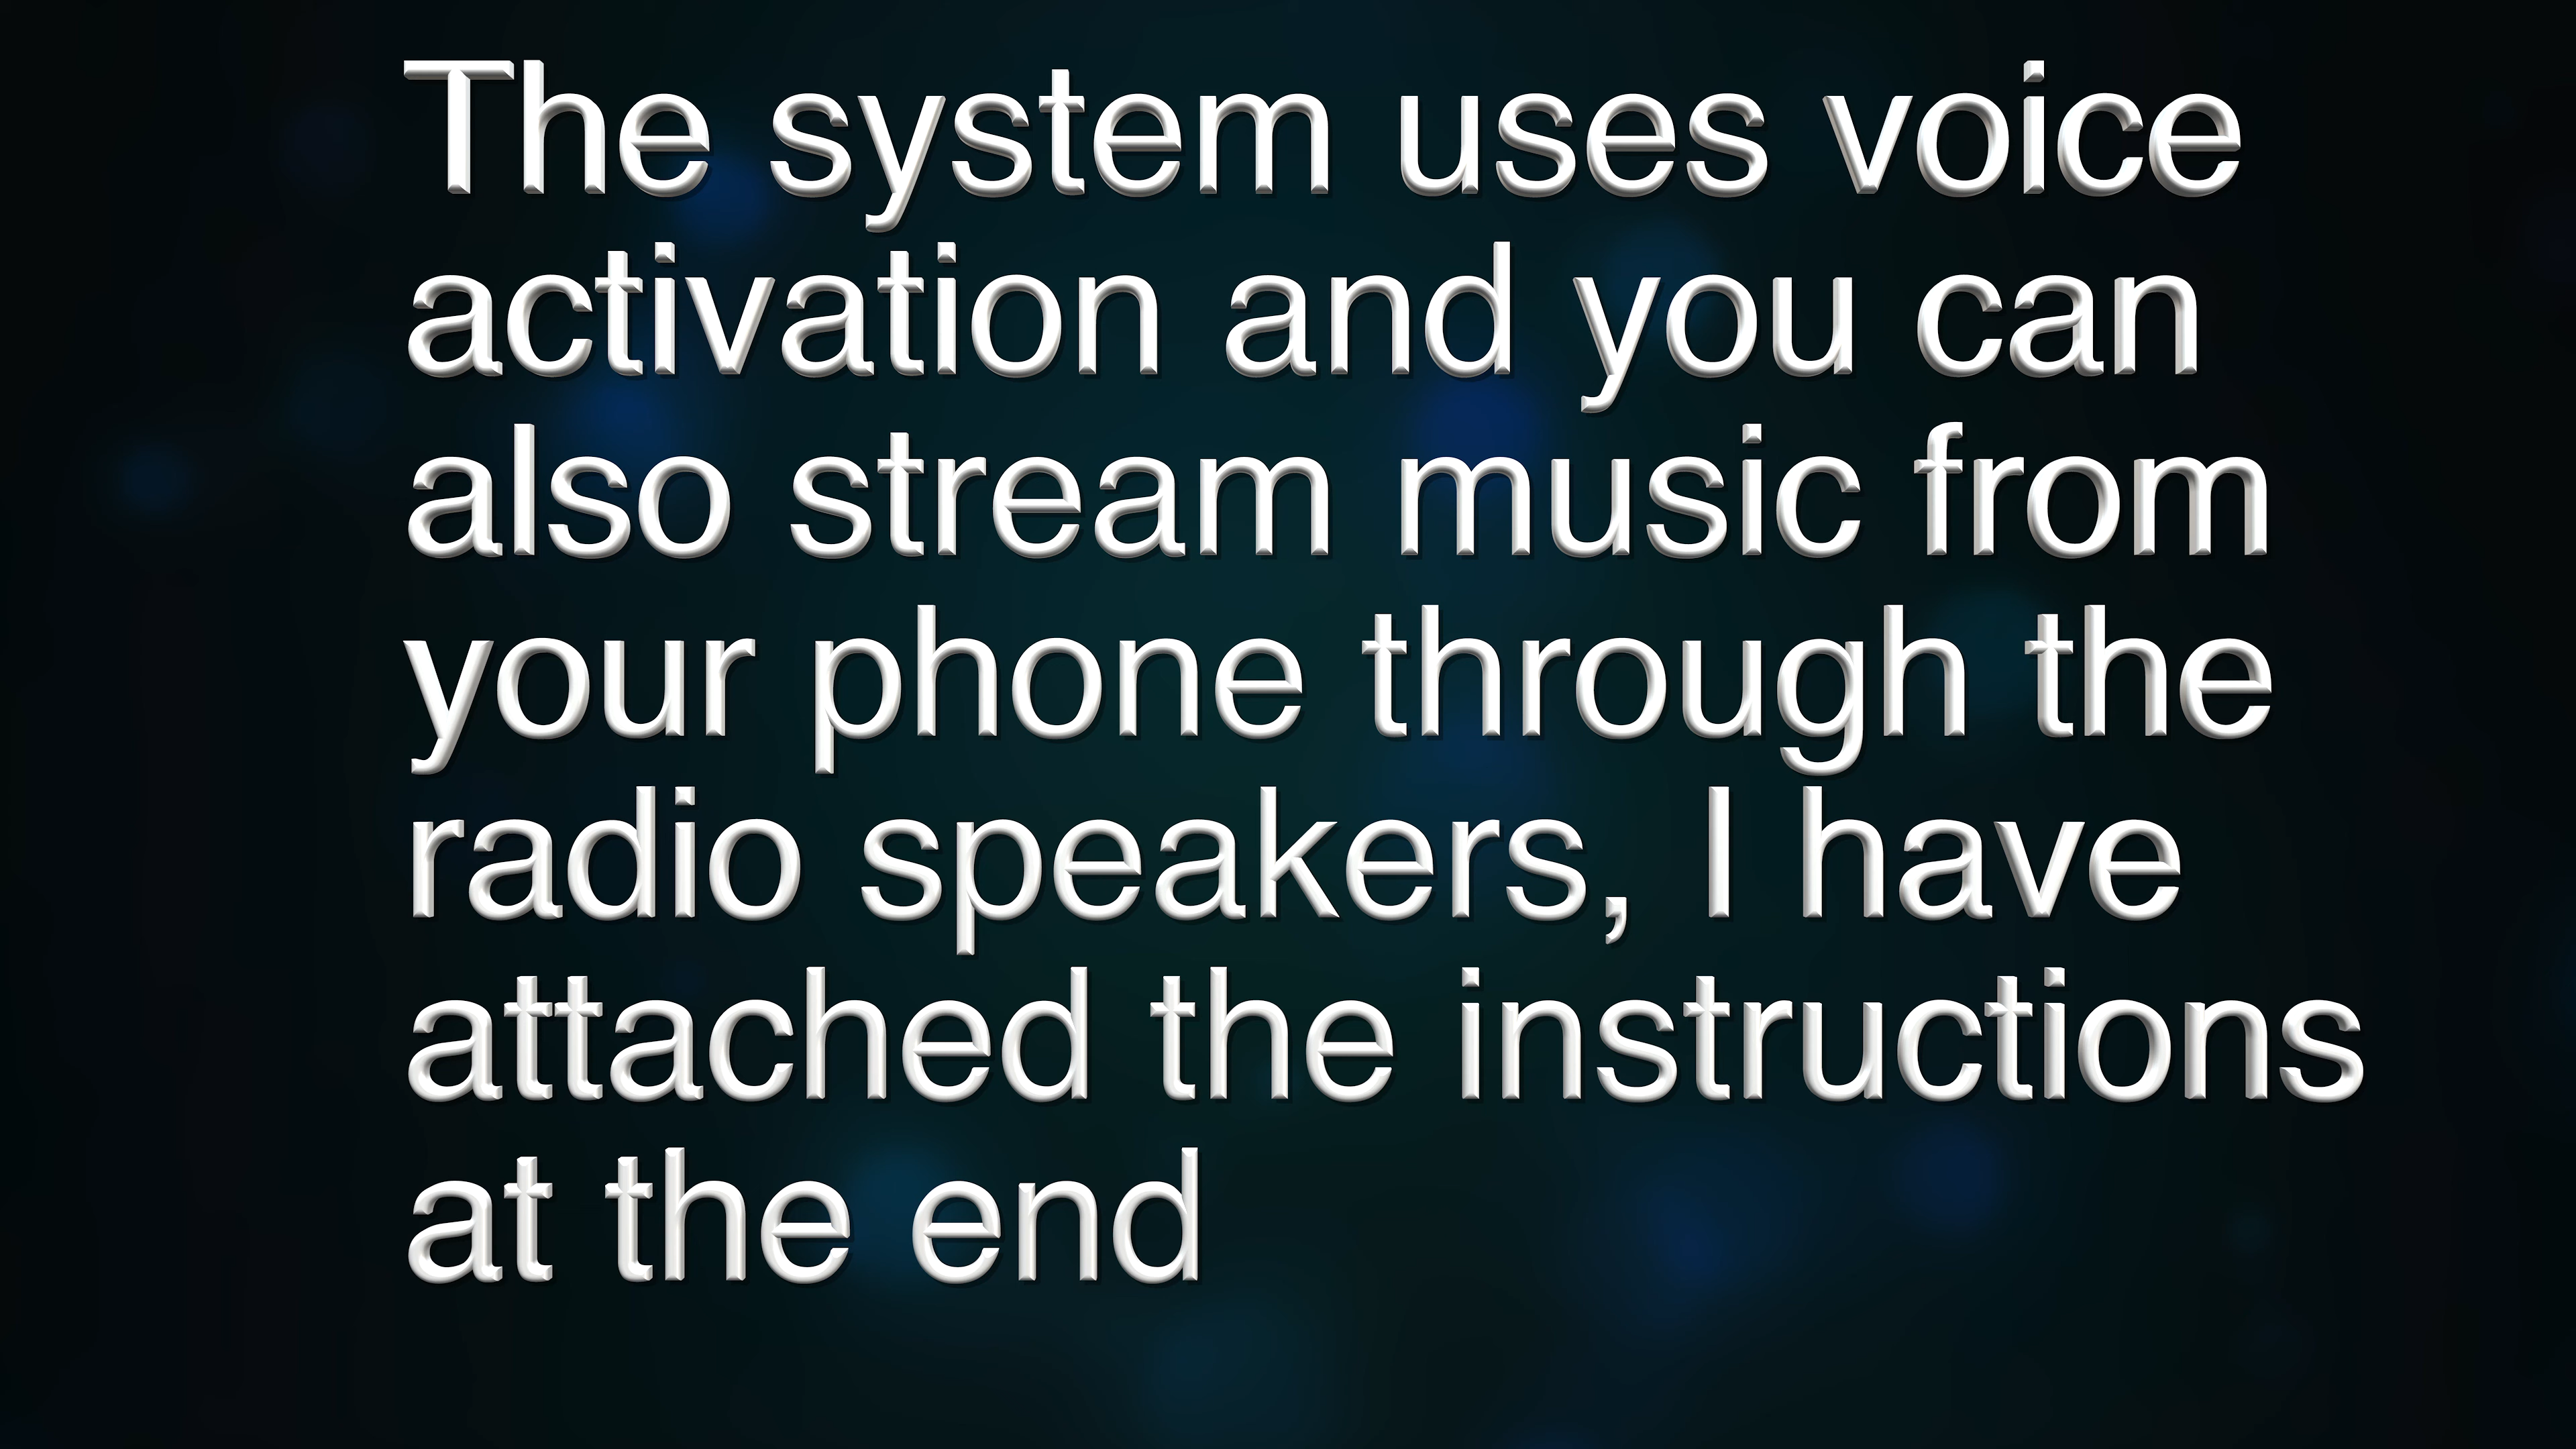 The system uses voice
activation and you can
also stream music from
your phone through the
radio speakers, I have
attached the instructions
at the end